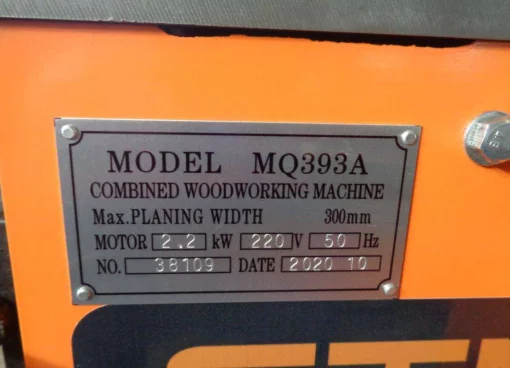 MODEL MQ393A
COMBINED WOODWORKING MACHINE
Max.PLANING WIDTH 300mm
MOTOR 2.2 kW 220 V 50 Hz
NO. 38109 DATE 2020 10